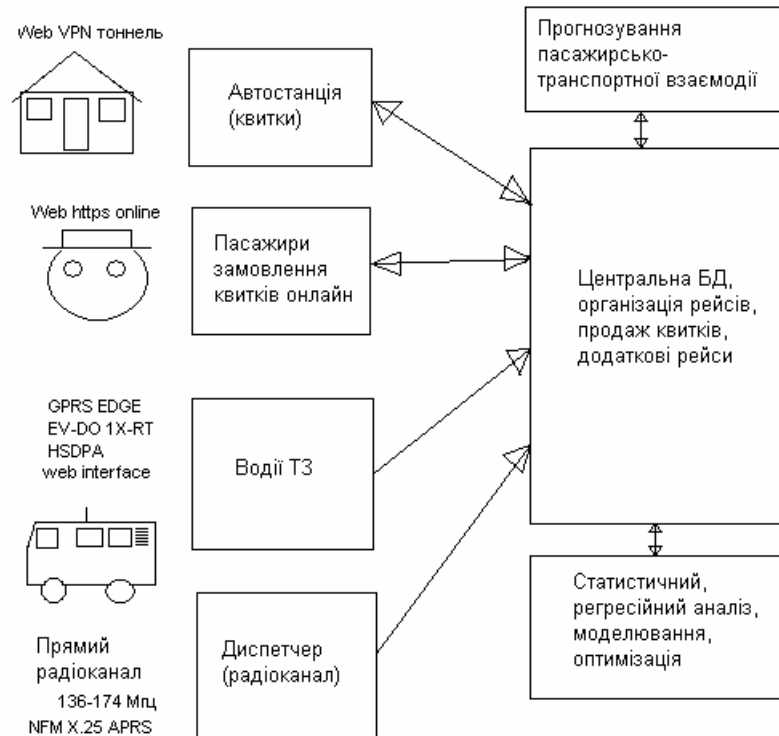 Web VPN тоннель
Автостанція
(квитки)
Прогнозування
пасажирсько-
транспортної взаємодії
Web https online
Пасажири
замовлення
квитків онлайн
Центральна БД,
організація рейсів,
продаж квитків,
додаткові рейси
GPRS EDGE
EV-DO 1X-RT
HSDPA
web interface
Водії ТЗ
Прямий
радіоканал
136-174 Мгц
NFM X.25 APRS
Диспетчер
(радіоканал)
Статистичний,
регресійний аналіз,
моделювання,
оптимізація